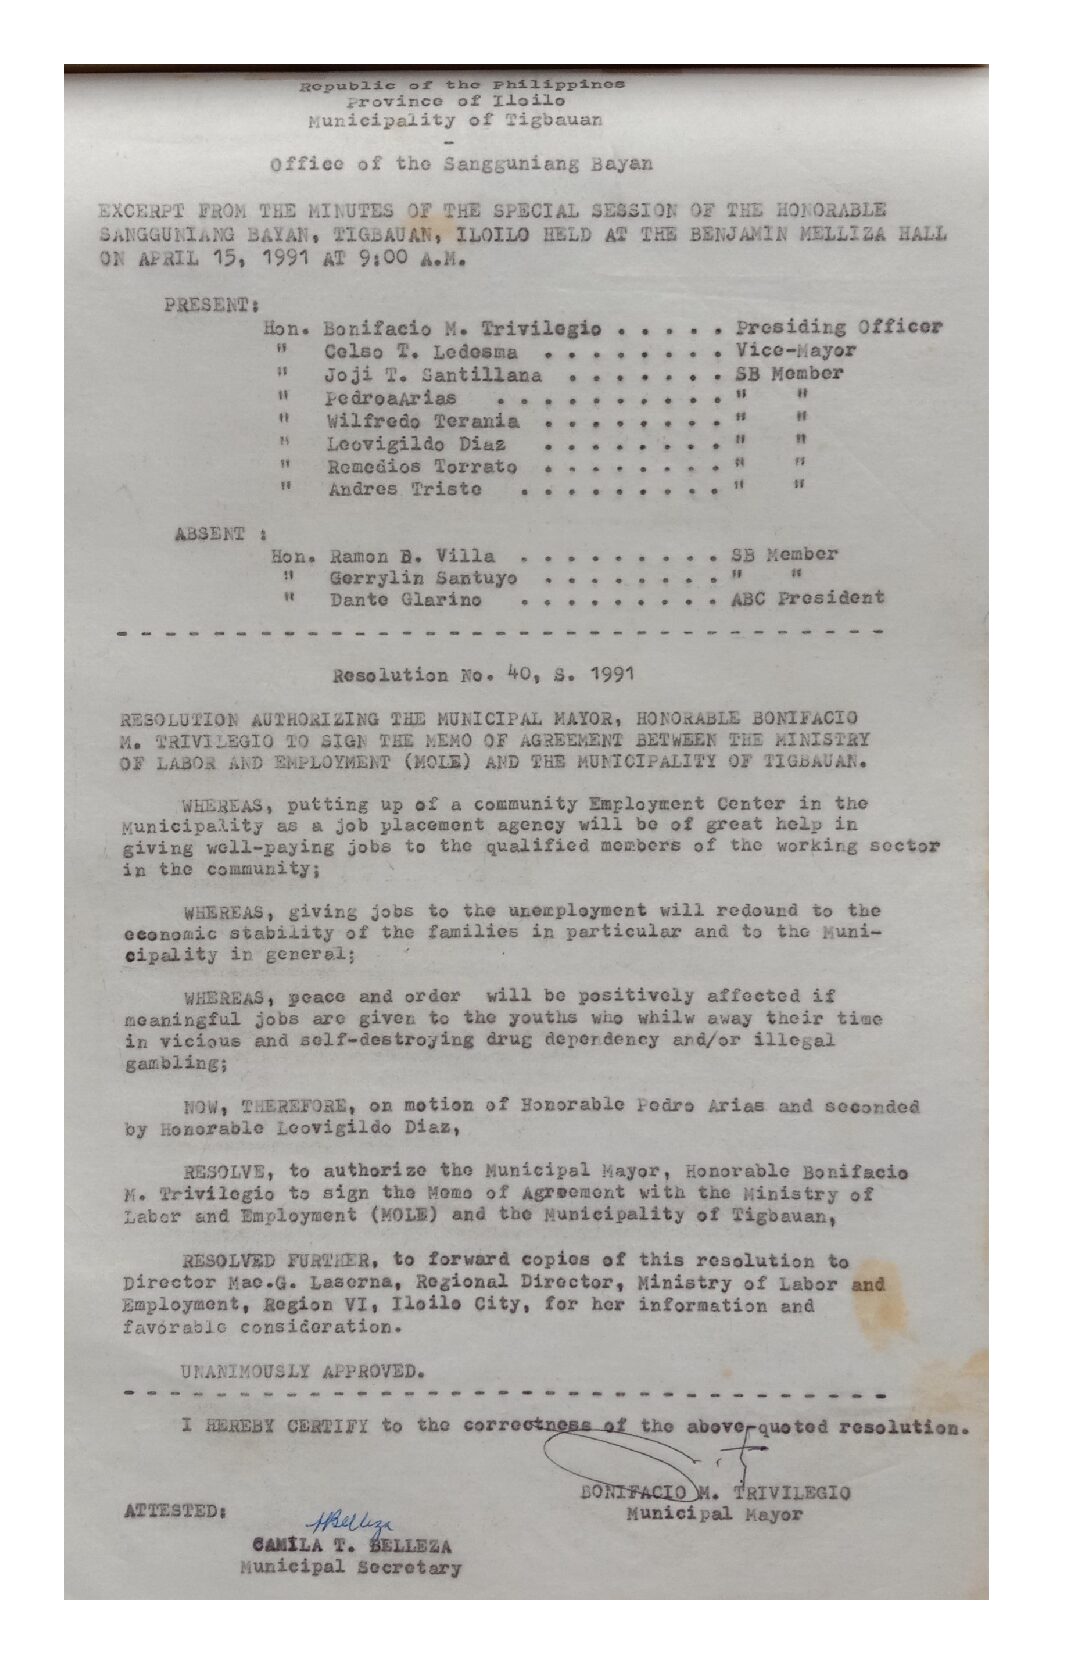 Republic of the Philippines
Province of Iloilo
Municipality of Tigbauan
-
Office of the Sangguniang Bayan
EXCERPT FROM THE MINUTES OF THE SPECIAL SESSION OF THE HONORABLE
SANGGUNIANG BAYAN, TIGBAUAN, ILOILO HELD AT THE BENJAMIN MELLIZA HALL
ON APRIL 15, 1991 AT 9:00 A.M.
PRESENT:
Hon. Bonifacio M. Trivilegio . . . . . Presiding Officer
" Celso T. Ledesma . . . . . . . . Vice-Mayor
" Joji T. Santillana . . . . . . . SB Member
" PedroaArias . . . . . . . . . . " "
" Wilfredo Terania . . . . . . . . " "
" Leovigildo Diaz . . . . . . . . " "
" Remedios Torrato . . . . . . . . " "
" Andres Triste . . . . . . . . . " "
ABSENT :
Hon. Ramon B. Villa . . . . . . . . . SB Member
" Gerrylin Santuyo . . . . . . . . " "
" Dante Glarino . . . . . . . . . ABC President
- - - - - - - - - - - - - - - - - - - - - - - - - - - - - - - - -
Resolution No. 40, S. 1991
RESOLUTION AUTHORIZING THE MUNICIPAL MAYOR, HONORABLE BONIFACIO
M. TRIVILEGIO TO SIGN THE MEMO OF AGREEMENT BETWEEN THE MINISTRY
OF LABOR AND EMPLOYMENT (MOLE) AND THE MUNICIPALITY OF TIGBAUAN.
WHEREAS, putting up of a community Employment Center in the
Municipality as a job placement agency will be of great help in
giving well-paying jobs to the qualified members of the working sector
in the community;
WHEREAS, giving jobs to the unemployment will redound to the
economic stability of the families in particular and to the Muni-
cipality in general;
WHEREAS, peace and order will be positively affected if
meaningful jobs are given to the youths who whilw away their time
in vicious and self-destroying drug dependency and/or illegal
gambling;
NOW, THEREFORE, on motion of Honorable Pedro Arias and seconded
by Honorable Leovigildo Diaz,
RESOLVE, to authorize the Municipal Mayor, Honorable Bonifacio
M. Trivilegio to sign the Memo of Agreement with the Ministry of
Labor and Employment (MOLE) and the Municipality of Tigbauan,
RESOLVED FURTHER, to forward copies of this resolution to
Director Mae.G. Laserna, Regional Director, Ministry of Labor and
Employment, Region VI, Iloilo City, for her information and
favorable consideration.
UNANIMOUSLY APPROVED.
- - - - - - - - - - - - - - - - - - - - - - - - - - - - - - - - -
I HEREBY CERTIFY to the correctness of the above-quoted resolution.
BONIFACIO M. TRIVILEGIO
Municipal Mayor
ATTESTED:
CAMILA T. BELLEZA
Municipal Secretary